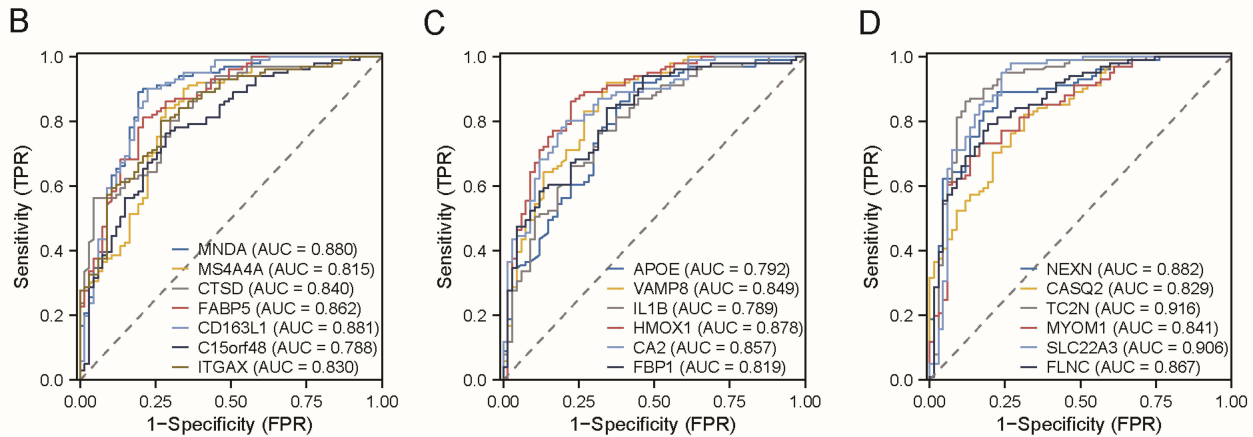 B
1.0
0.8
0.6
0.4
0.2
0.0
Sensitivity (TPR)
MNDA (AUC = 0.880)
MS4A4A (AUC = 0.815)
CTSD (AUC = 0.840)
FABP5 (AUC = 0.862)
CD163L1 (AUC = 0.881)
C15orf48 (AUC = 0.788)
ITGAX (AUC = 0.830)
0.00 0.25 0.50 0.75 1.00
1−Specificity (FPR)
C
1.0
0.8
0.6
0.4
0.2
0.0
Sensitivity (TPR)
APOE (AUC = 0.792)
VAMP8 (AUC = 0.849)
IL1B (AUC = 0.789)
HMOX1 (AUC = 0.878)
CA2 (AUC = 0.857)
FBP1 (AUC = 0.819)
0.00 0.25 0.50 0.75 1.00
1−Specificity (FPR)
D
1.0
0.8
0.6
0.4
0.2
0.0
Sensitivity (TPR)
NEXN (AUC = 0.882)
CASQ2 (AUC = 0.829)
TC2N (AUC = 0.916)
MYOM1 (AUC = 0.841)
SLC22A3 (AUC = 0.906)
FLNC (AUC = 0.867)
0.00 0.25 0.50 0.75 1.00
1−Specificity (FPR)